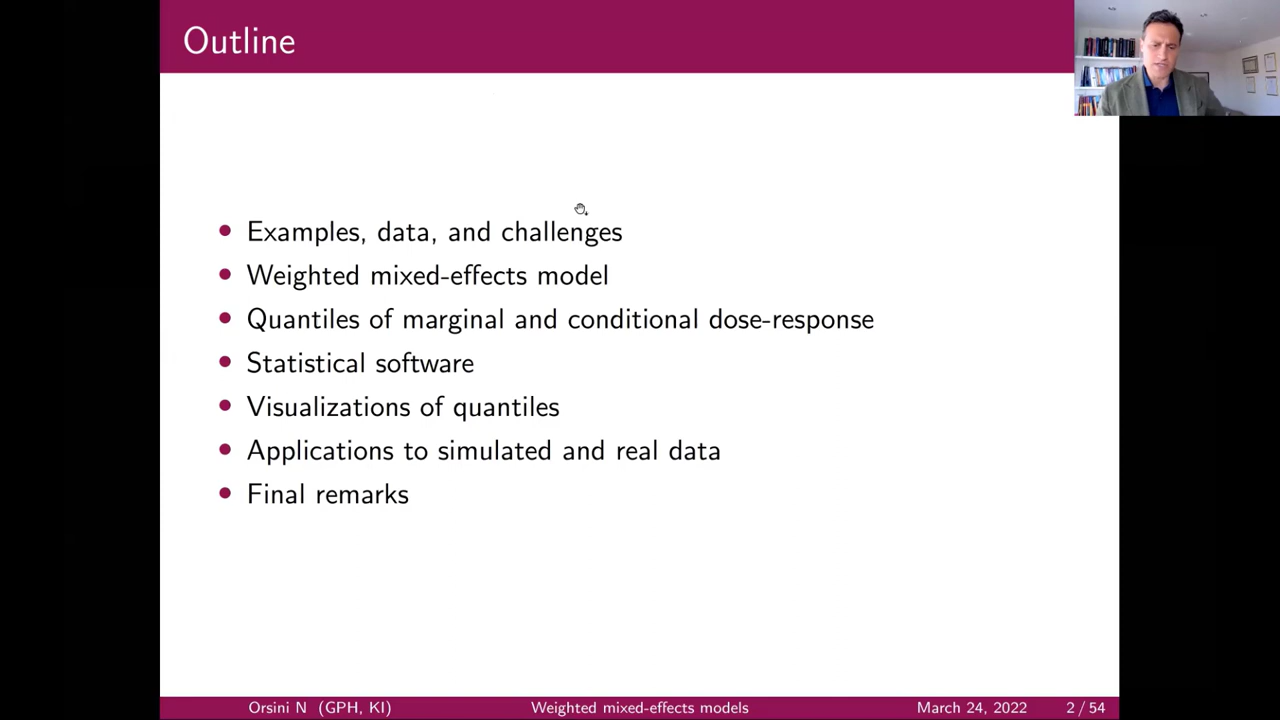 Outline
Examples, data, and challenges
Weighted mixed-effects model
Quantiles of marginal and conditional dose-response
Statistical software
Visualizations of quantiles
Applications to simulated and real data
Final remarks
Orsini N (GPH, KI) Weighted mixed-effects models March 24, 2022 2 / 54